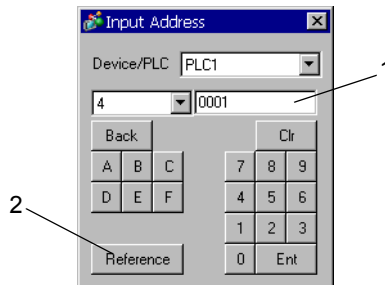 Input Address
Device/PLC PLC1
1
4 0001
Back Clr
A B C 7 8 9
D E F 4 5 6
2
1 2 3
Reference 0 Ent